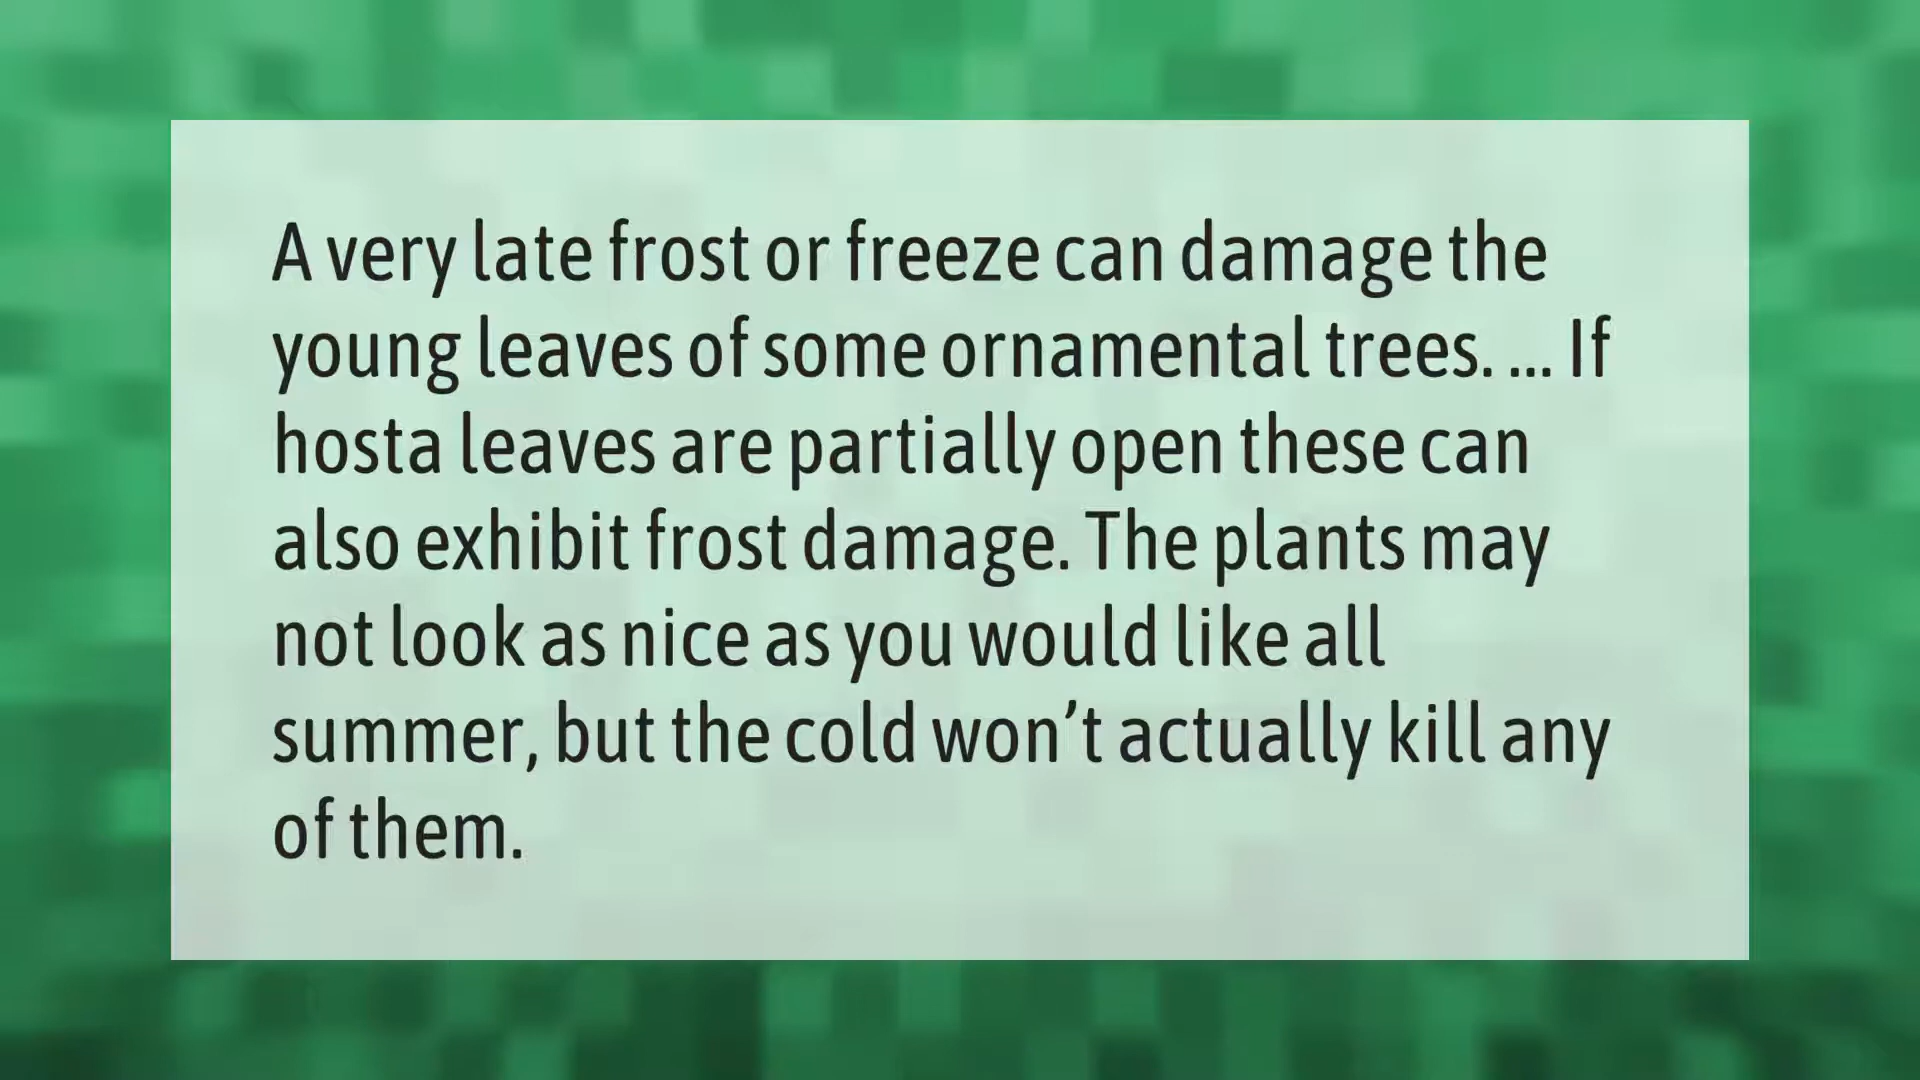 A very late frost or freeze can damage the
young leaves of some ornamental trees. ... If
hosta leaves are partially open these can
also exhibit frost damage. The plants may
not look as nice as you would like all
summer, but the cold won’t actually kill any
of them.